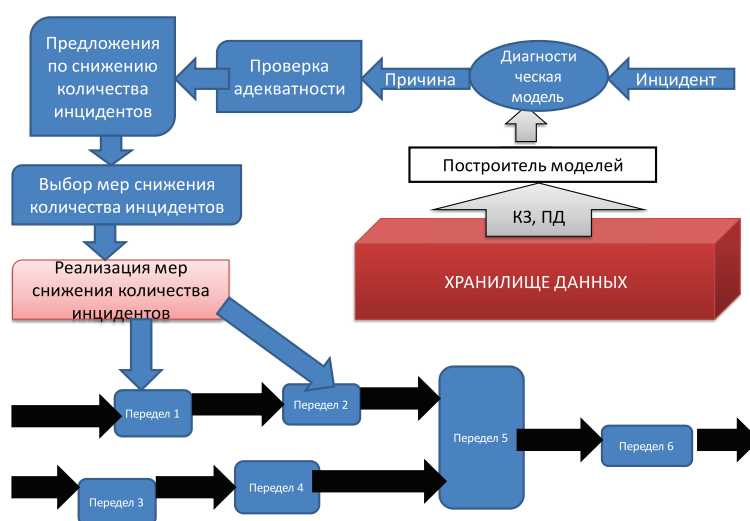 Предложения
по снижению
количества
инцидентов
Проверка
адекватности
Причина
Диагности
ческая
модель
Инцидент
Построитель моделей
КЗ, ПД
ХРАНИЛИЩЕ ДАННЫХ
Выбор мер снижения
количества инцидентов
Реализация мер
снижения количества
инцидентов
Передел 1
Передел 2
Передел 5
Передел 6
Передел 3
Передел 4